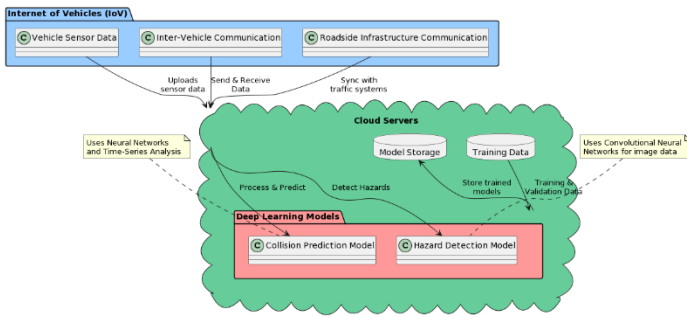 Internet of Vehicles (IoV)
C Vehicle Sensor Data
C Inter-Vehicle Communication
C Roadside Infrastructure Communication
Uploads
sensor data
Send & Receive
Data
Sync with
traffic systems
Cloud Servers
Uses Neural Networks
and Time-Series Analysis
Model Storage
Training Data
Uses Convolutional Neural
Networks for image data
Process & Predict
Detect Hazards
Store trained
models
Training &
Validation Data
Deep Learning Models
C Collision Prediction Model
C Hazard Detection Model